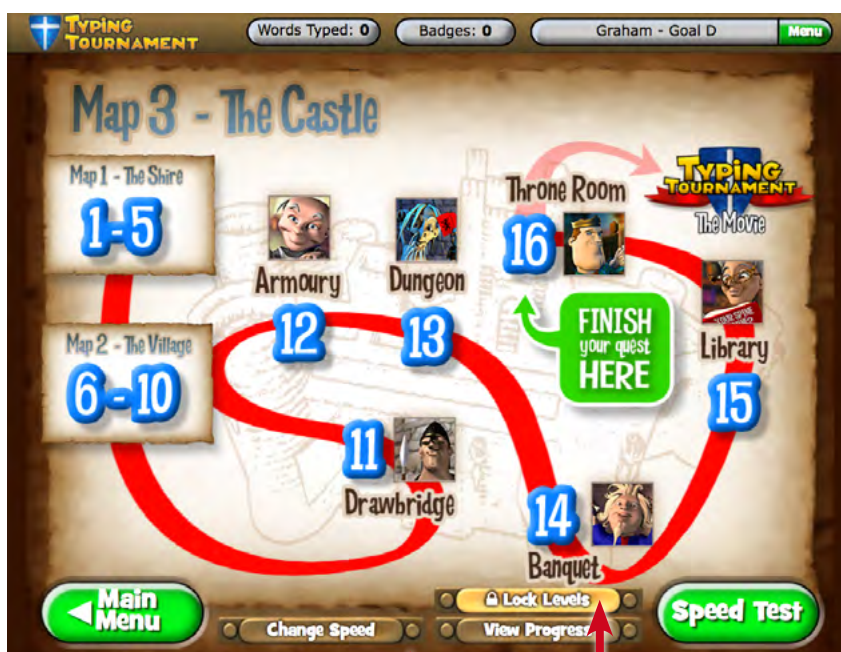 TYPING
TOURNAMENT
Words Typed: 0
Badges: 0
Graham - Goal D
Menu
Map 3 - The Castle
Map 1 - The Shire
1-5
Map 2 - The Village
6-10
Armoury
12
Dungeon
13
Throne Room
16
TYPING
TOURNAMENT
The Movie
FINISH
your quest
HERE
Library
15
11
Drawbridge
14
Banquet
Main
Menu
Change Speed
Lock Levels
View Progress
Speed Test